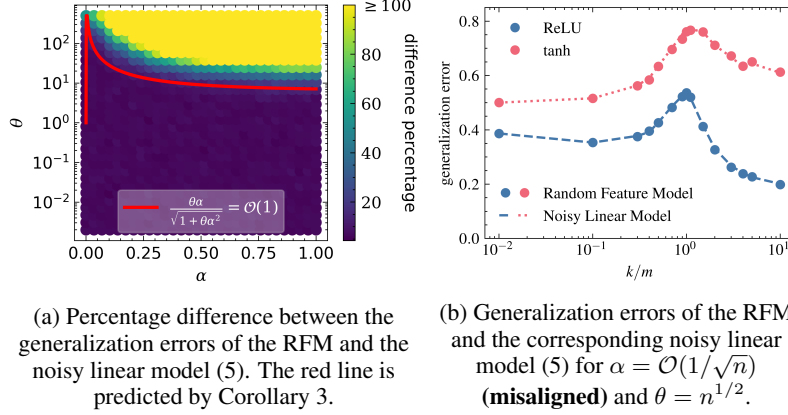 ≥ 100
10²
10¹
10⁰
10⁻¹
10⁻²
θ
0.00 0.25 0.50 0.75 1.00
α
80
60
40
20
difference percentage
θα / √(1 + θα²) = 𝒪(1)
0.8
0.6
0.4
0.2
0.0
generalization error
ReLU
tanh
Random Feature Model
Noisy Linear Model
10⁻² 10⁻¹ 10⁰ 10¹
k/m
(a) Percentage difference between the
generalization errors of the RFM and the
noisy linear model (5). The red line is
predicted by Corollary 3.
(b) Generalization errors of the RFM
and the corresponding noisy linear
model (5) for α = 𝒪(1/√n)
(misaligned) and θ = n^{1/2}.